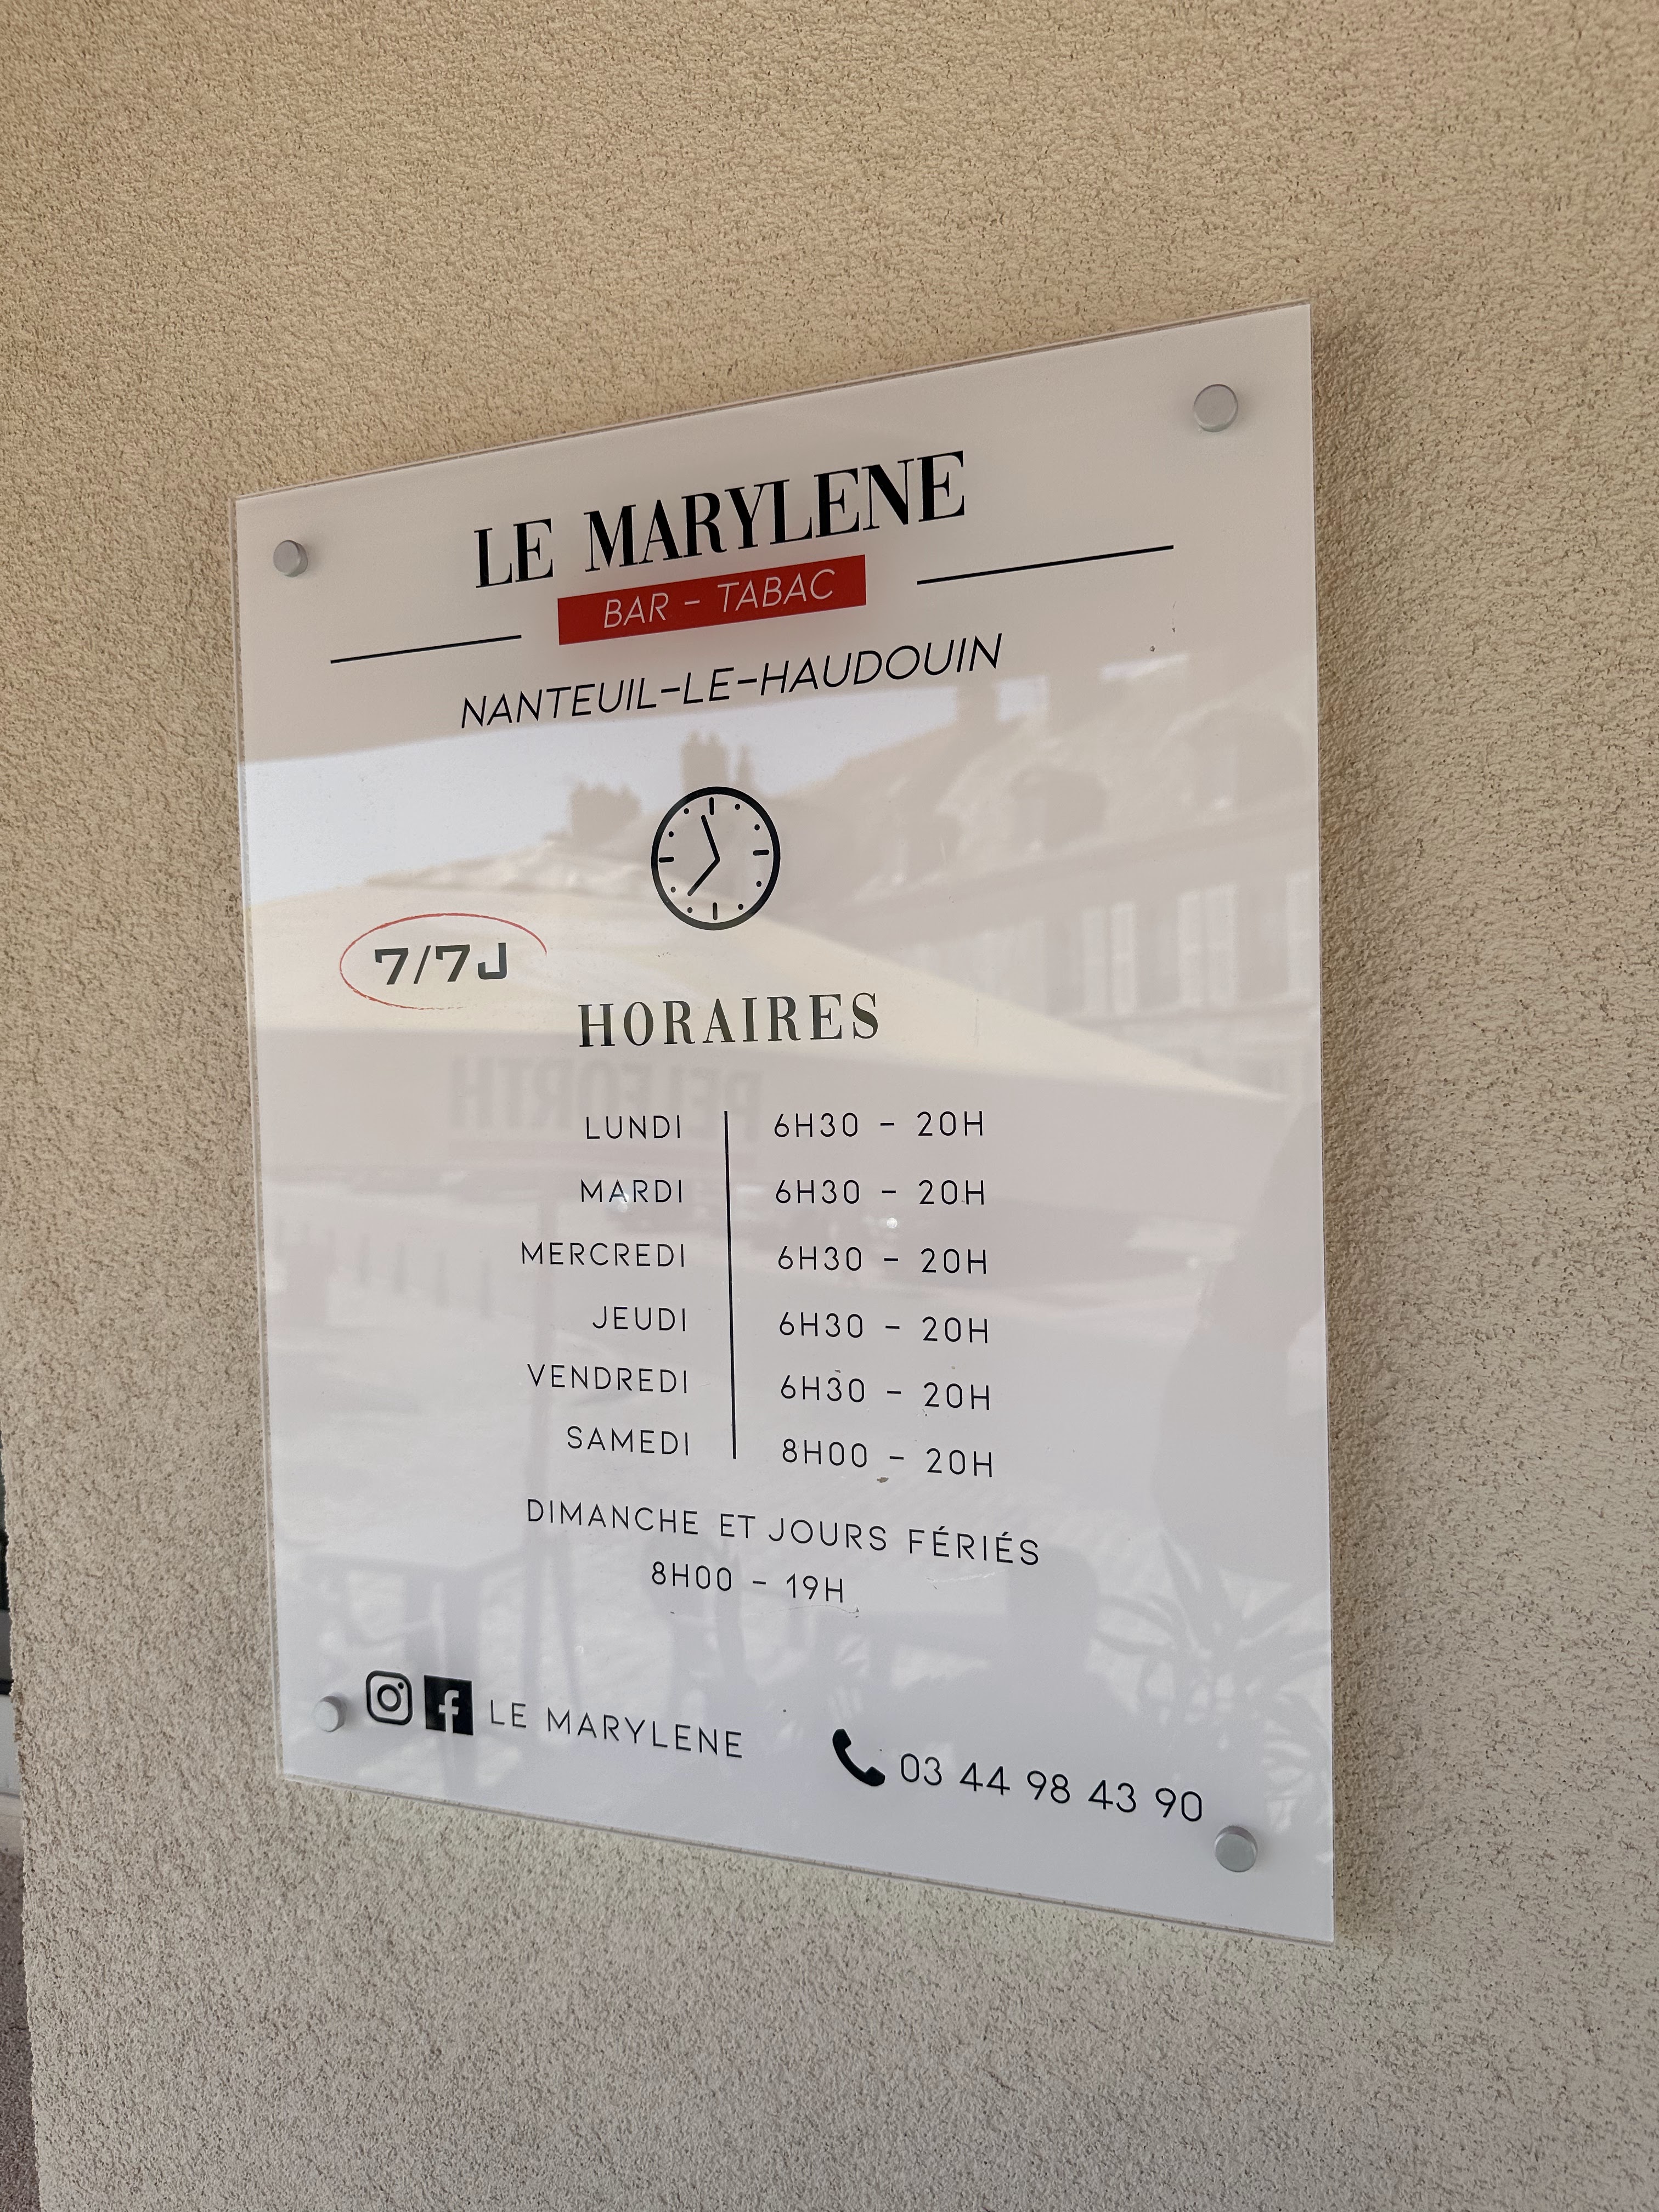 LE MARYLENE
BAR - TABAC
NANTEUIL-LE-HAUDOUIN
7/7J
HORAIRES
PELFORTH
LUNDI 6H30 - 20H
MARDI 6H30 - 20H
MERCREDI 6H30 - 20H
JEUDI 6H30 - 20H
VENDREDI 6H30 - 20H
SAMEDI 8H00 - 20H
DIMANCHE ET JOURS FÉRIÉS
8H00 - 19H
LE MARYLENE
03 44 98 43 90